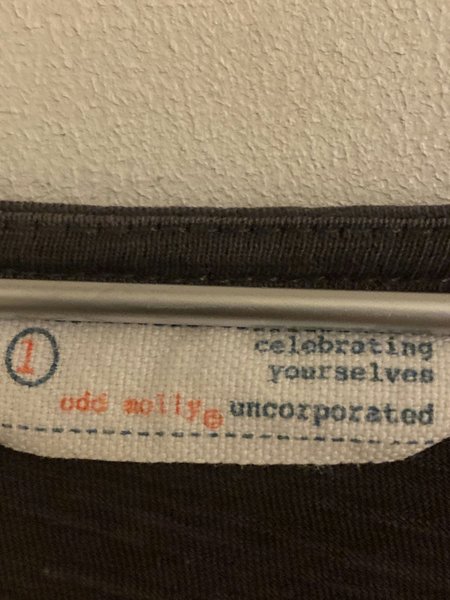 1
celebrating
yourselves
odd molly® uncorporated